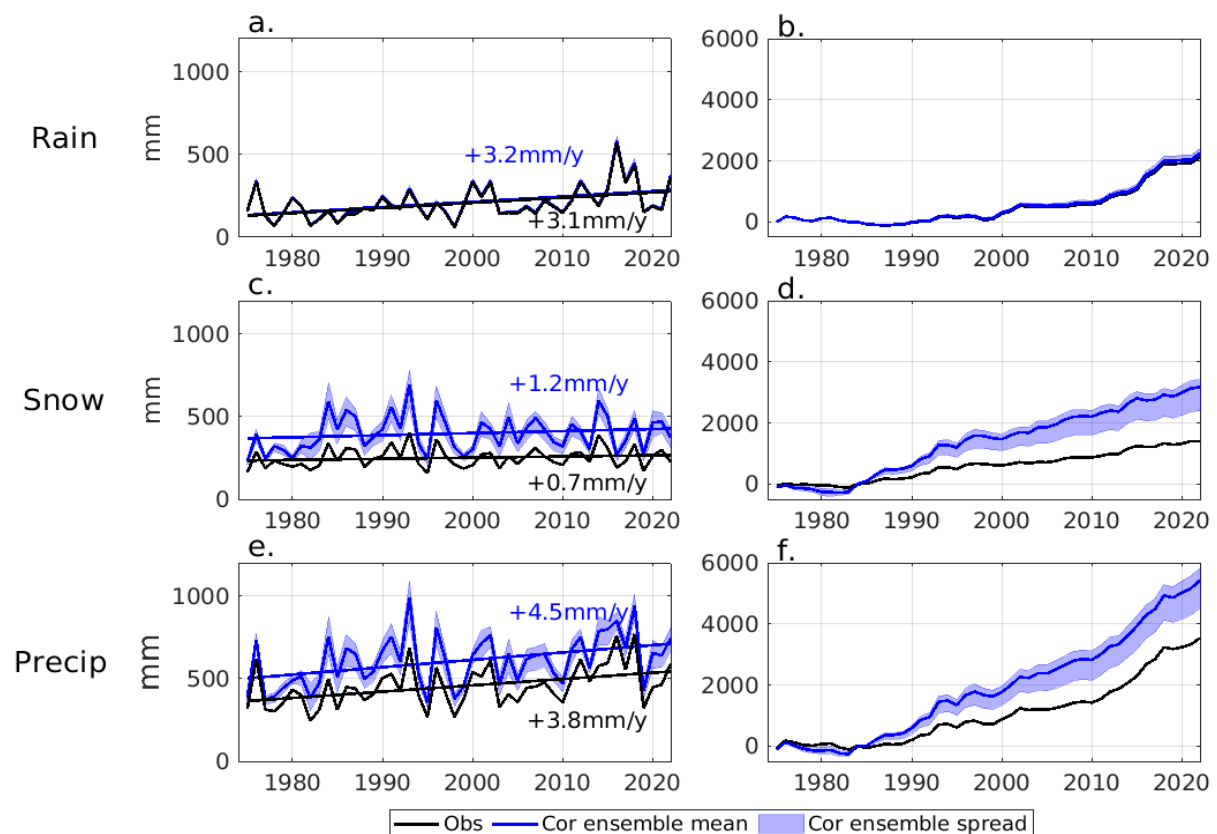 a.
b.
Rain
mm
1000
500
0
+3.2mm/y
+3.1mm/y
1980 1990 2000 2010 2020
6000
4000
2000
0
1980 1990 2000 2010 2020
c.
d.
Snow
mm
1000
500
0
+1.2mm/y
+0.7mm/y
1980 1990 2000 2010 2020
6000
4000
2000
0
1980 1990 2000 2010 2020
e.
f.
Precip
mm
1000
500
0
+4.5mm/y
+3.8mm/y
1980 1990 2000 2010 2020
6000
4000
2000
0
1980 1990 2000 2010 2020
Obs Cor ensemble mean Cor ensemble spread